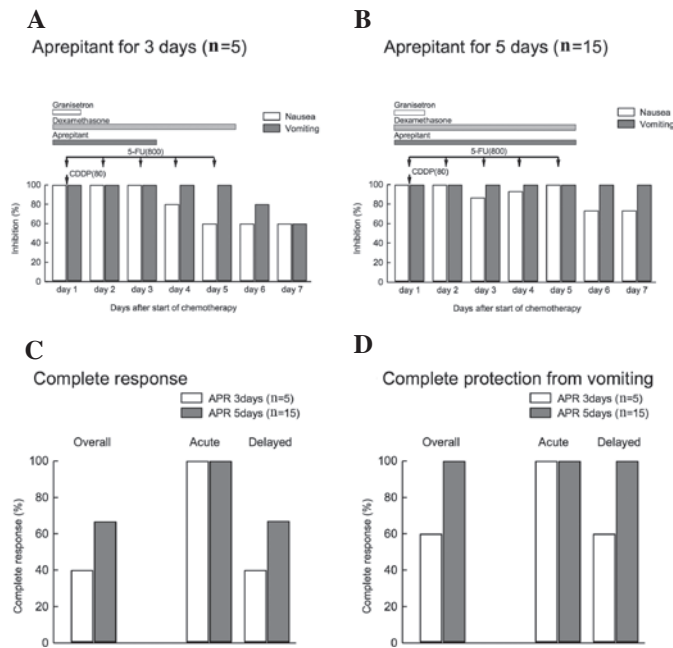 A
Aprepitant for 3 days (n=5)
Granisetron
Dexamethasone
Aprepitant
Nausea
Vomiting
5-FU(800)
CDDP(80)
Inhibition (%)
100
80
60
40
20
0
day 1 day 2 day 3 day 4 day 5 day 6 day 7
Days after start of chemotherapy
B
Aprepitant for 5 days (n=15)
Granisetron
Dexamethasone
Aprepitant
Nausea
Vomiting
5-FU(800)
CDDP(80)
Inhibition (%)
100
80
60
40
20
0
day 1 day 2 day 3 day 4 day 5 day 6 day 7
Days after start of chemotherapy
C
Complete response
APR 3days (n=5)
APR 5days (n=15)
Overall Acute Delayed
Complete response (%)
100
80
60
40
20
0
D
Complete protection from vomiting
APR 3days (n=5)
APR 5days (n=15)
Overall Acute Delayed
Complete response (%)
100
80
60
40
20
0